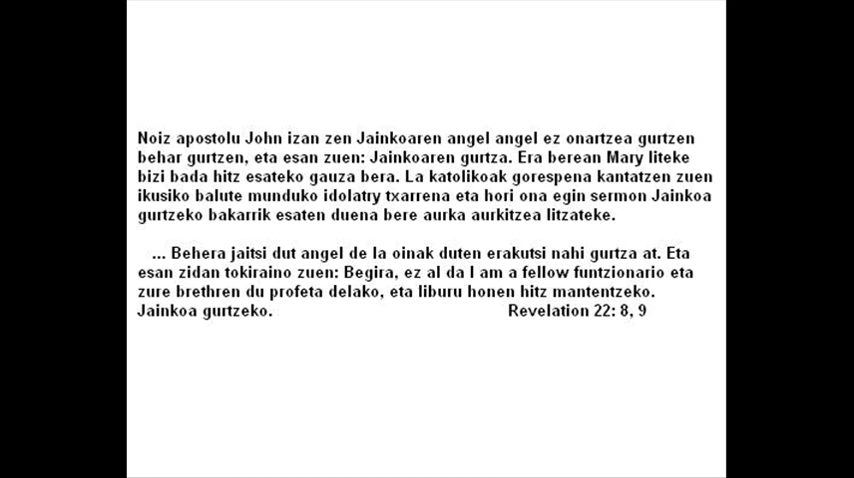 Noiz apostolu John izan zen Jainkoaren angel angel ez onartzea gurtzen
behar gurtzen, eta esan zuen: Jainkoaren gurtza. Era berean Mary liteke
bizi bada hitz esateko gauza bera. La katolikoak gorespena kantatzen zuen
ikusiko balute munduko idolatry txarrena eta hori ona egin sermon Jainkoa
gurtzeko bakarrik esaten duena bere aurka aurkitzea litzateke.
... Behera jaitsi dut angel de la oinak duten erakutsi nahi gurtza at. Eta
esan zidan tokiraino zuen: Begira, ez al da I am a fellow funtzionario eta
zure brethren du profeta delako, eta liburu honen hitz mantentzeko.
Jainkoa gurtzeko. Revelation 22: 8, 9